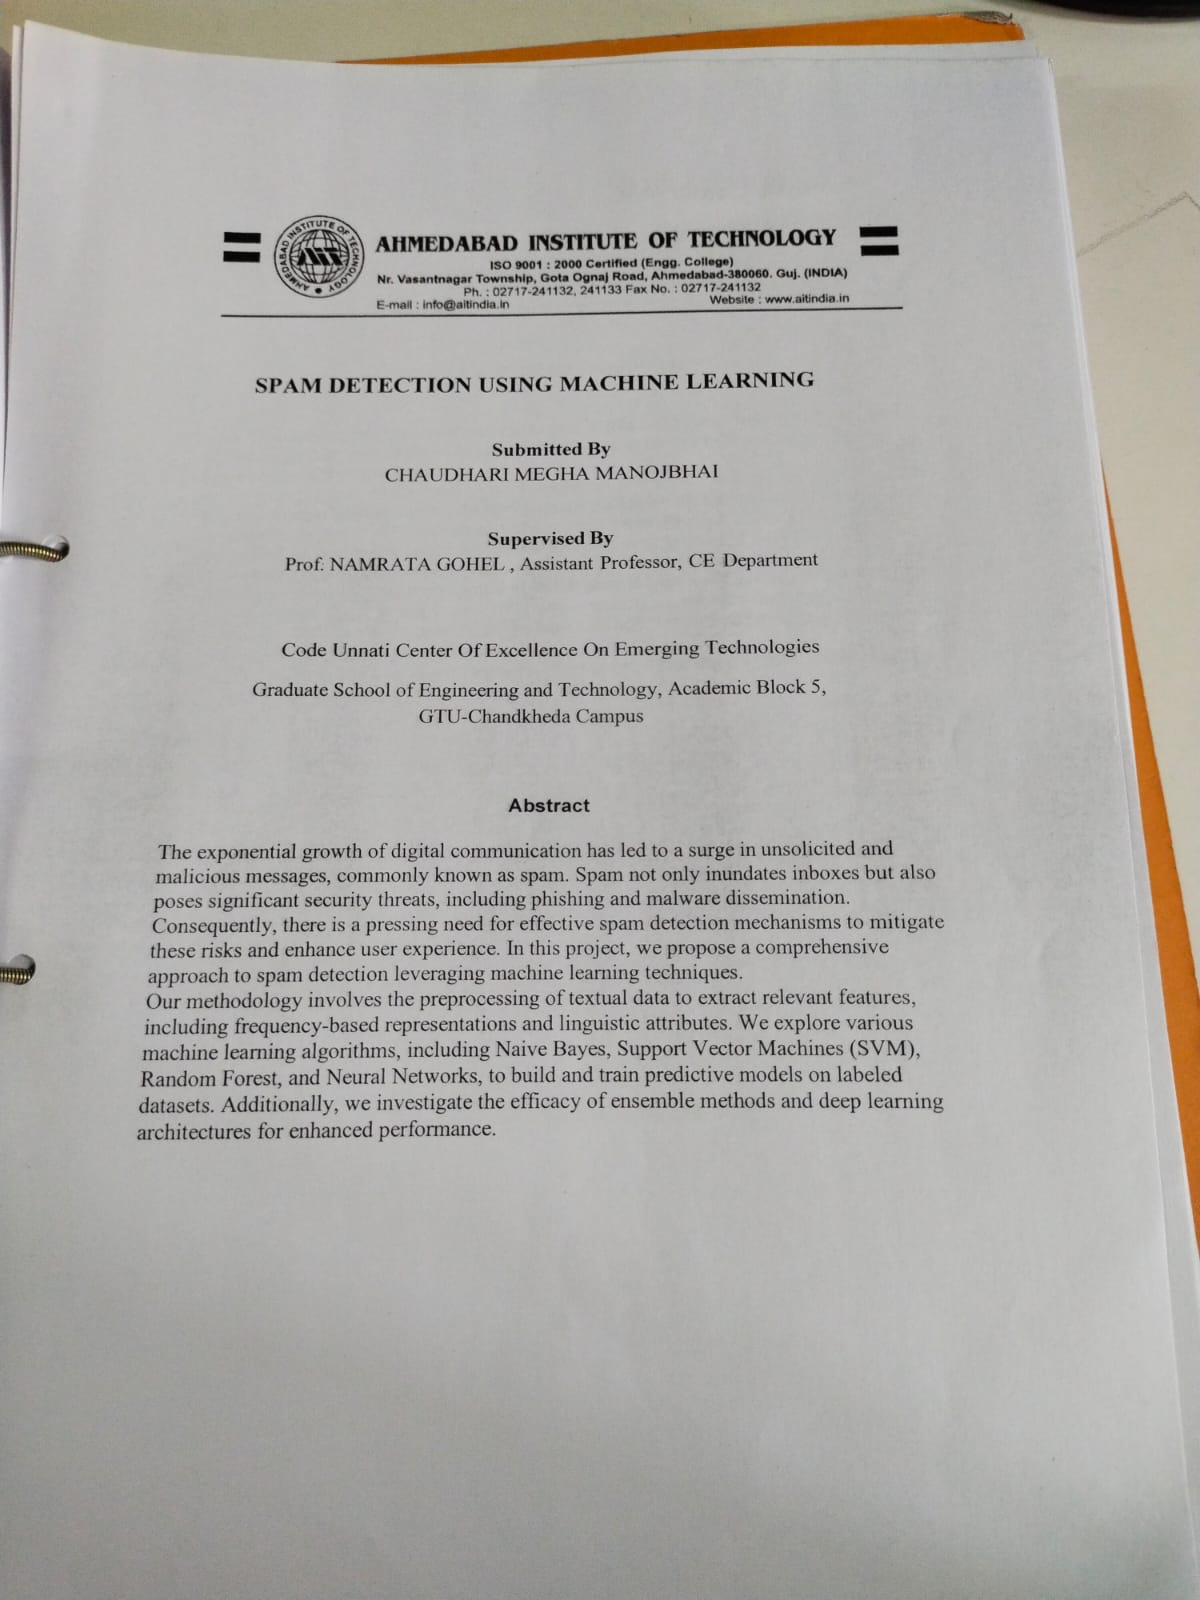 AHMEDABAD INSTITUTE OF TECHNOLOGY
AIT
AHMEDABAD INSTITUTE OF TECHNOLOGY
ISO 9001 : 2000 Certified (Engg. College)
Nr. Vasantnagar Township, Gota Ognaj Road, Ahmedabad-380060. Guj. (INDIA)
Ph. : 02717-241132, 241133 Fax No. : 02717-241132
E-mail : info@aitindia.in Website : www.aitindia.in
SPAM DETECTION USING MACHINE LEARNING
Submitted By
CHAUDHARI MEGHA MANOJBHAI
Supervised By
Prof. NAMRATA GOHEL , Assistant Professor, CE Department
Code Unnati Center Of Excellence On Emerging Technologies
Graduate School of Engineering and Technology, Academic Block 5,
GTU-Chandkheda Campus
Abstract
The exponential growth of digital communication has led to a surge in unsolicited and
malicious messages, commonly known as spam. Spam not only inundates inboxes but also
poses significant security threats, including phishing and malware dissemination.
Consequently, there is a pressing need for effective spam detection mechanisms to mitigate
these risks and enhance user experience. In this project, we propose a comprehensive
approach to spam detection leveraging machine learning techniques.
Our methodology involves the preprocessing of textual data to extract relevant features,
including frequency-based representations and linguistic attributes. We explore various
machine learning algorithms, including Naive Bayes, Support Vector Machines (SVM),
Random Forest, and Neural Networks, to build and train predictive models on labeled
datasets. Additionally, we investigate the efficacy of ensemble methods and deep learning
architectures for enhanced performance.